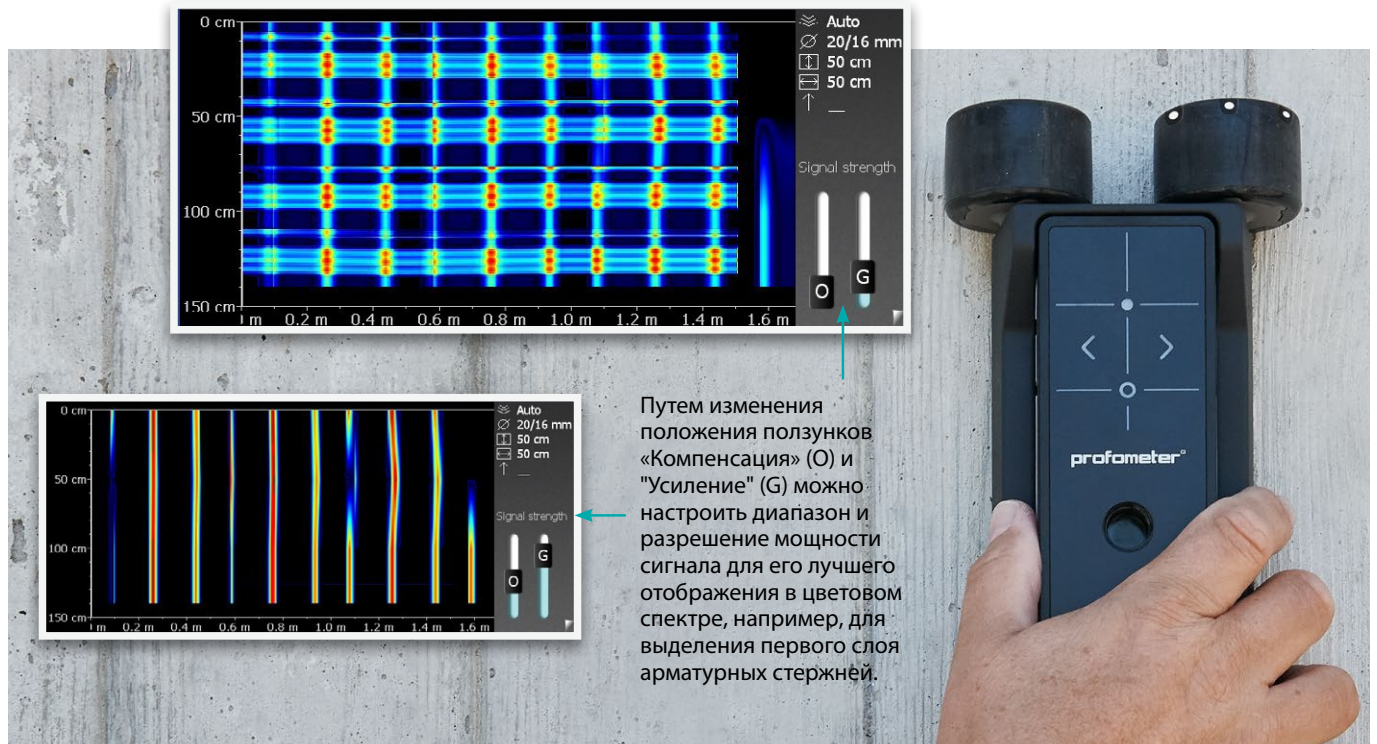 0 cm
50 cm
100 cm
150 cm
m 0.2 m 0.4 m 0.6 m 0.8 m 1.0 m 1.2 m 1.4 m 1.6 m
Auto
20/16 mm
50 cm
50 cm
Signal strength
O G
0 cm
50 cm
100 cm
150 cm
m 0.2 m 0.4 m 0.6 m 0.8 m 1.0 m 1.2 m 1.4 m 1.6 m
Auto
20/16 mm
50 cm
50 cm
Signal strength
O G
Путем изменения
положения ползунков
«Компенсация» (O) и
"Усиление" (G) можно
настроить диапазон и
разрешение мощности
сигнала для его лучшего
отображения в цветовом
спектре, например, для
выделения первого слоя
арматурных стержней.
profometer